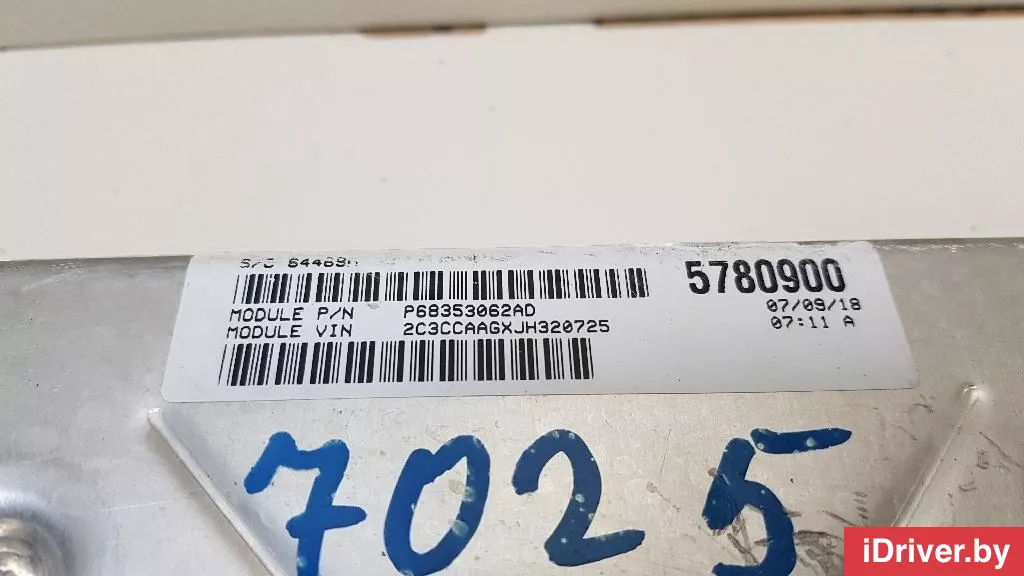 5780900
MODULE P/N P68353062AD
07/09/18
MODULE VIN 2C3CCAAGXJH320725
07:11 A
7025
iDriver.by